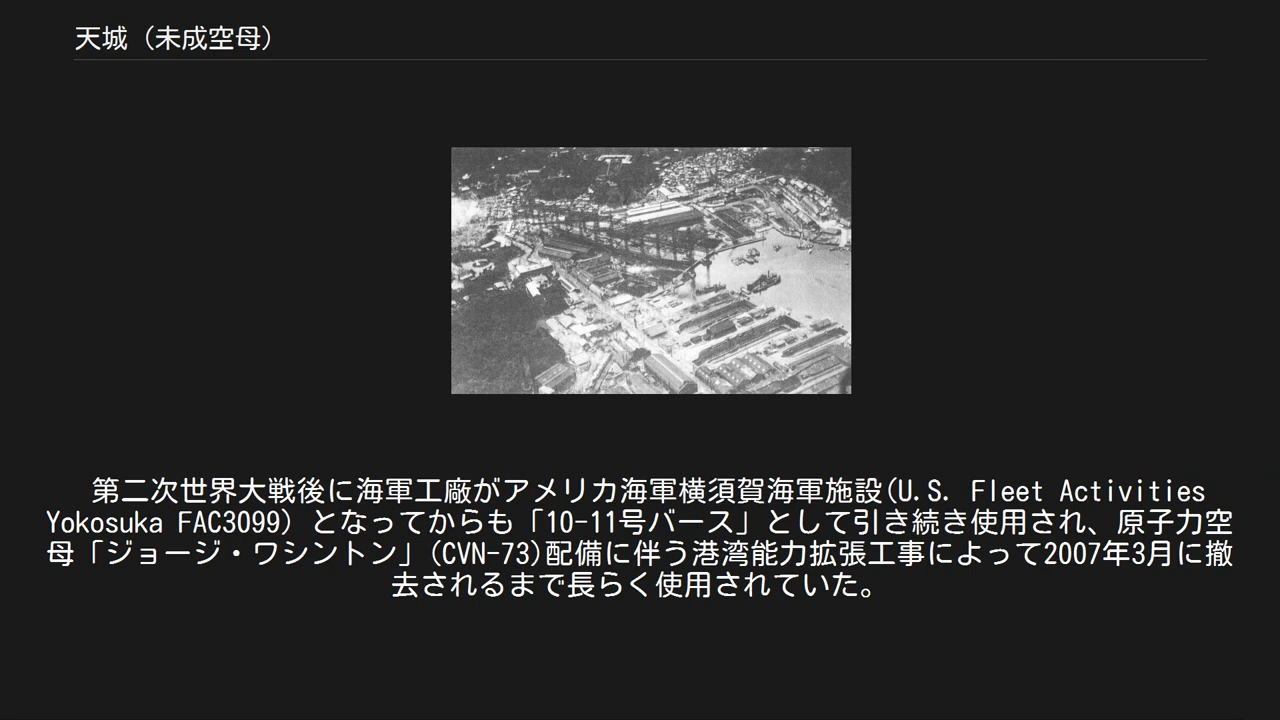 天城（未成空母）
第二次世界大戦後に海軍工廠がアメリカ海軍横須賀海軍施設(U.S. Fleet Activities
Yokosuka FAC3099) となってからも「10-11号バース」として引き続き使用され、原子力空
母「ジョージ・ワシントン」(CVN-73)配備に伴う港湾能力拡張工事によって2007年3月に撤
去されるまで長らく使用されていた。